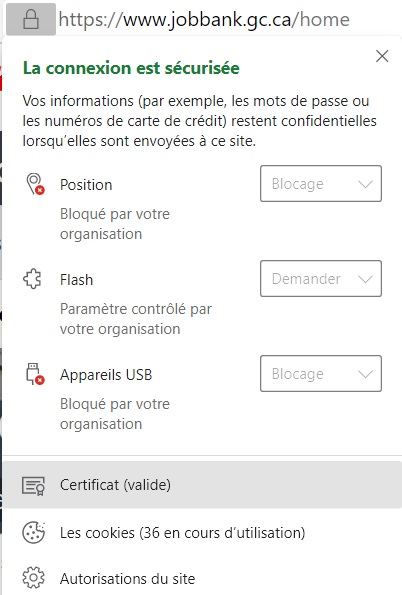 https://www.jobbank.gc.ca/home
La connexion est sécurisée
Vos informations (par exemple, les mots de passe ou
les numéros de carte de crédit) restent confidentielles
lorsqu'elles sont envoyées à ce site.
Position
Blocage
Bloqué par votre
organisation
Flash
Demander
Paramètre contrôlé par
votre organisation
Appareils USB
Blocage
Bloqué par votre
organisation
Certificat (valide)
Les cookies (36 en cours d'utilisation)
Autorisations du site